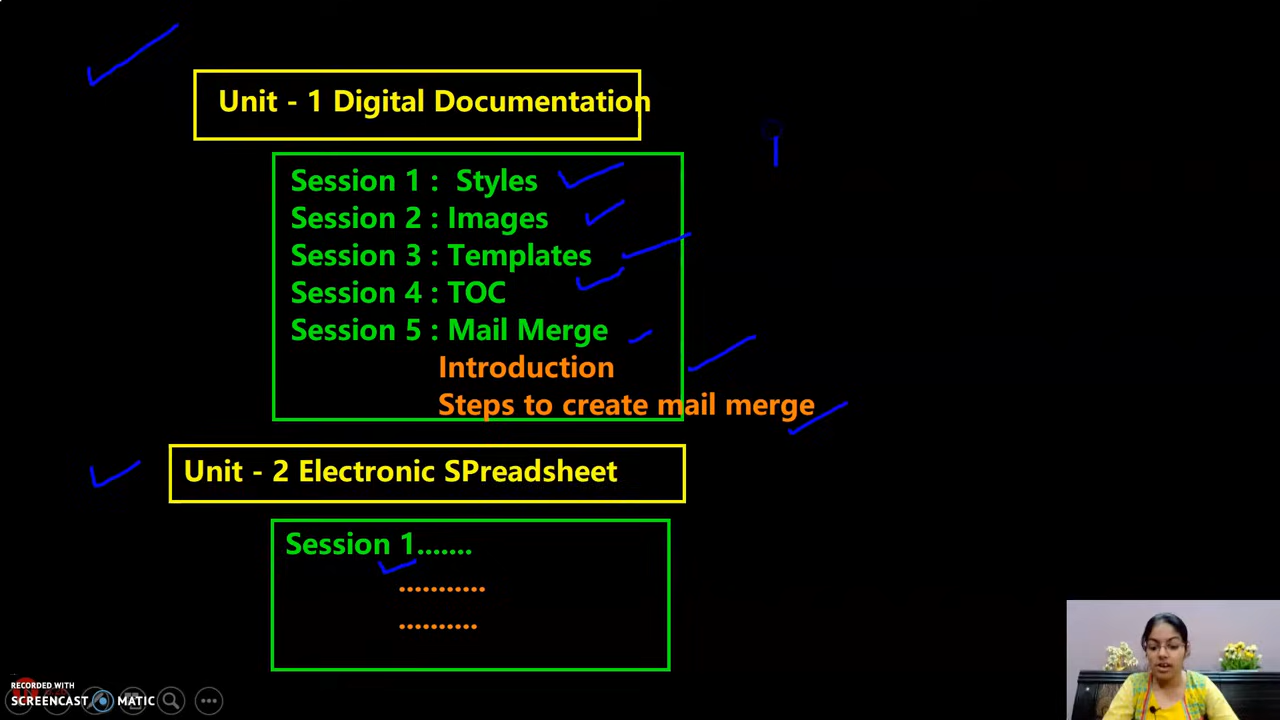 Unit - 1 Digital Documentation
Session 1 : Styles
Session 2 : Images
Session 3 : Templates
Session 4 : TOC
Session 5 : Mail Merge
Introduction
Steps to create mail merge
Unit - 2 Electronic SPreadsheet
Session 1.......
...........
..........
RECORDED WITH
SCREENCAST MATIC